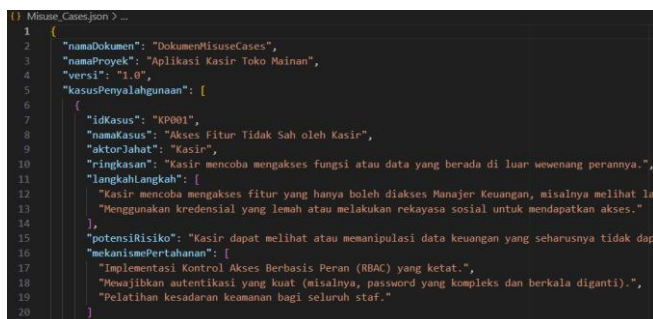 {} Misuse_Cases.json > ...
1 {
2 "namaDokumen": "DokumenMisuseCases",
3 "namaProyek": "Aplikasi Kasir Toko Mainan",
4 "versi": "1.0",
5 "kasusPenyalahgunaan": [
6 {
7 "idKasus": "KP001",
8 "namaKasus": "Akses Fitur Tidak Sah oleh Kasir",
9 "aktorJahat": "Kasir",
10 "ringkasan": "Kasir mencoba mengakses fungsi atau data yang berada di luar wewenang perannya.",
11 "langkahLangkah": [
12 "Kasir mencoba mengakses fitur yang hanya boleh diakses Manajer Keuangan, misalnya melihat la
13 "Menggunakan kredensial yang lemah atau melakukan rekayasa sosial untuk mendapatkan akses."
14 ],
15 "potensiRisiko": "Kasir dapat melihat atau memanipulasi data keuangan yang seharusnya tidak dap
16 "mekanismePertahanan": [
17 "Implementasi Kontrol Akses Berbasis Peran (RBAC) yang ketat.",
18 "Mewajibkan autentikasi yang kuat (misalnya, password yang kompleks dan berkala diganti).",
19 "Pelatihan kesadaran keamanan bagi seluruh staf."
20 ]